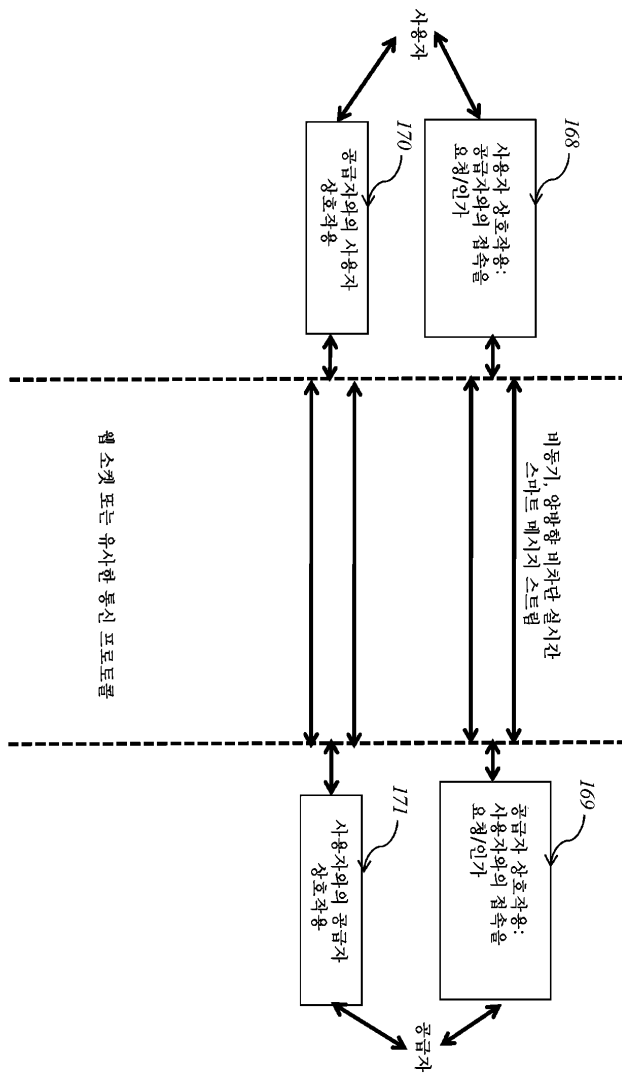 168
사용자 상호작용:
공급자와의 접속을
요청/인가
비동기, 양방향 비차단 실시간
스마트 메시지 스트림
169
공급자 상호작용:
사용자와의 접속을
요청/인가
사용자
공급자
170
공급자와의 사용자
상호작용
171
사용자와의 공급자
상호작용
웹 소켓 또는 유사한 통신 프로토콜